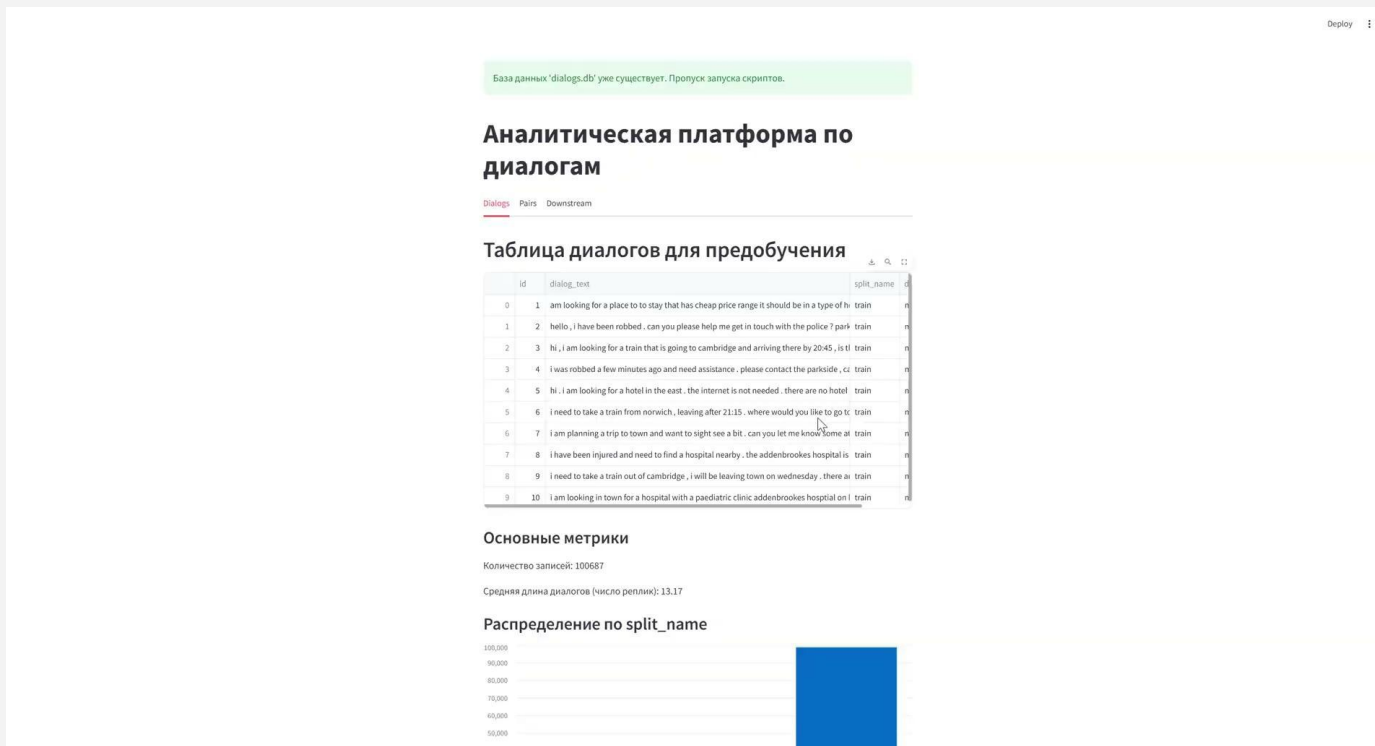 Deploy
База данных 'dialogs.db' уже существует. Пропуск запуска скриптов.
Аналитическая платформа по
диалогам
Dialogs Pairs Downstream
Таблица диалогов для предобучения
id dialog_text split_name d
0 1 am looking for a place to to stay that has cheap price range it should be in a type of h train
1 2 hello , i have been robbed . can you please help me get in touch with the police ? park train
2 3 hi , i am looking for a train that is going to cambridge and arriving there by 20:45 , is t train
3 4 i was robbed a few minutes ago and need assistance . please contact the parkside , ca train
4 5 hi . i am looking for a hotel in the east . the internet is not needed . there are no hotel train
5 6 i need to take a train from norwich , leaving after 21:15 . where would you like to go to train
6 7 i am planning a trip to town and want to sight see a bit . can you let me know some at train
7 8 i have been injured and need to find a hospital nearby . the addenbrookes hospital is train
8 9 i need to take a train out of cambridge , i will be leaving town on wednesday . there a train
9 10 i am looking in town for a hospital with a paediatric clinic addenbrookes hosptial on train
Основные метрики
Количество записей: 100687
Средняя длина диалогов (число реплик): 13.17
Распределение по split_name
100,000
90,000
80,000
70,000
60,000
50,000